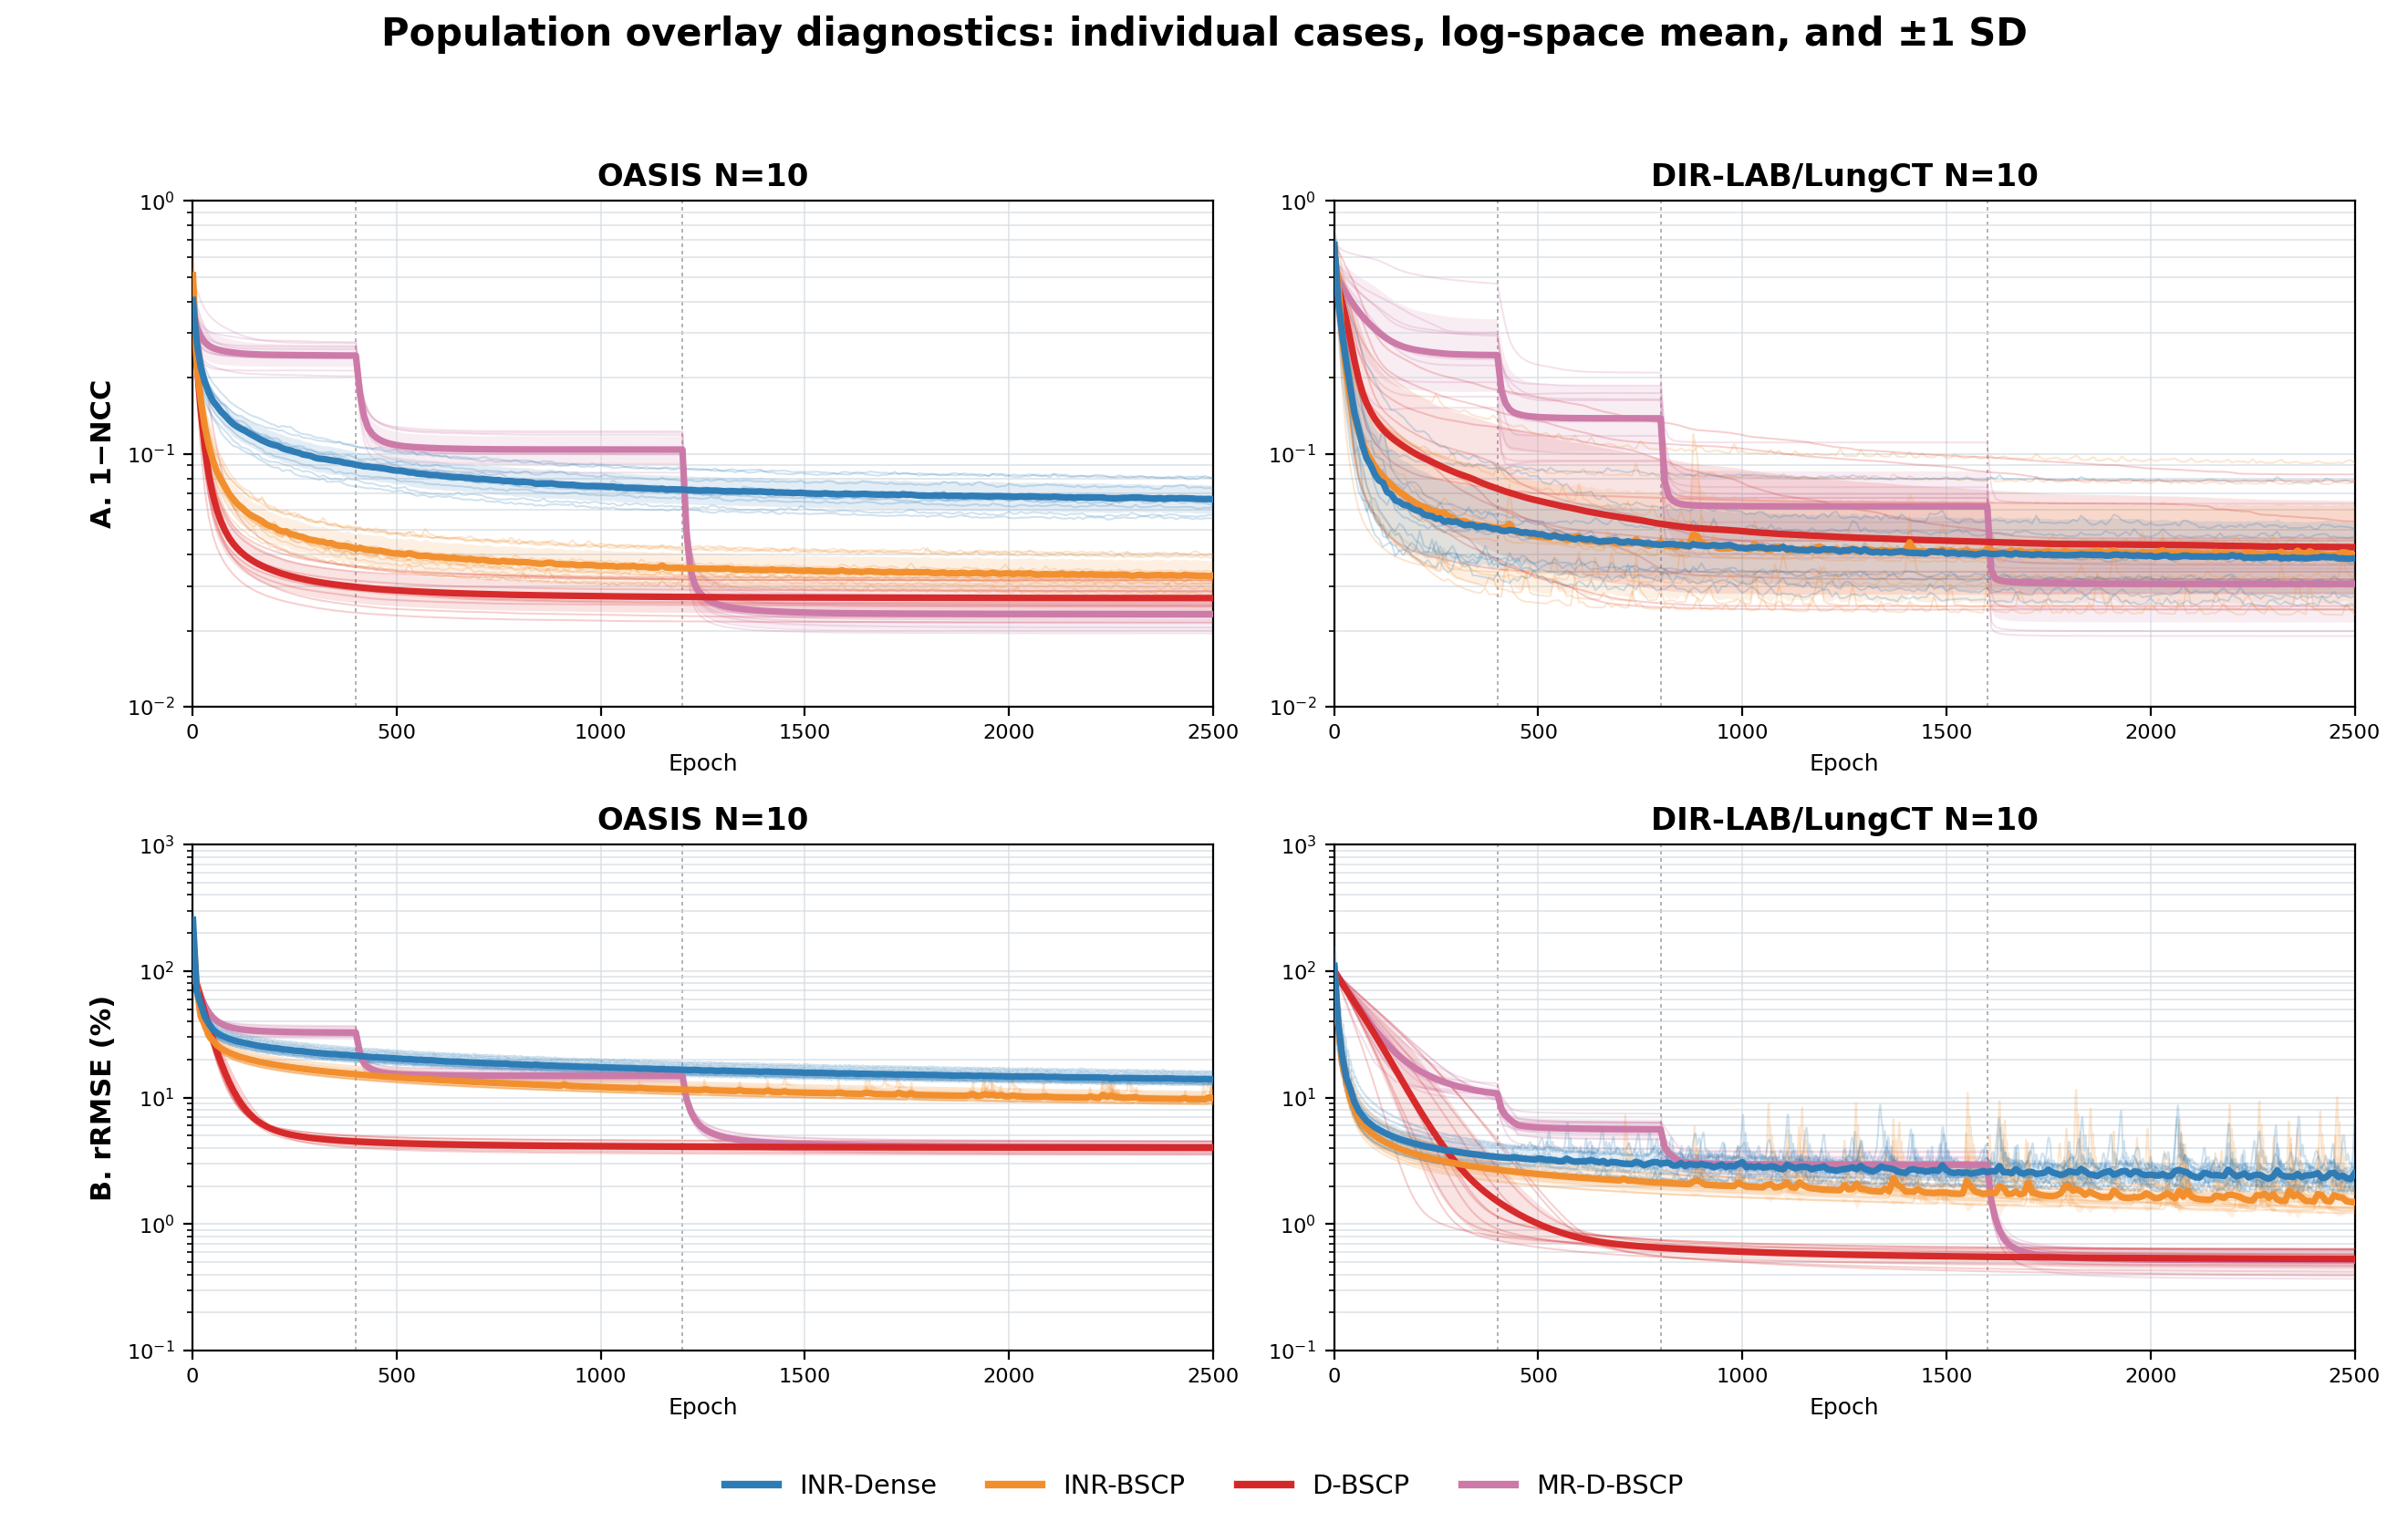 Population overlay diagnostics: individual cases, log-space mean, and ±1 SD
OASIS N=10
A. 1−NCC
10⁰
10⁻¹
10⁻²
0 500 1000 1500 2000 2500
Epoch
DIR-LAB/LungCT N=10
10⁰
10⁻¹
10⁻²
0 500 1000 1500 2000 2500
Epoch
OASIS N=10
B. rRMSE (%)
10³
10²
10¹
10⁰
10⁻¹
0 500 1000 1500 2000 2500
Epoch
DIR-LAB/LungCT N=10
10³
10²
10¹
10⁰
10⁻¹
0 500 1000 1500 2000 2500
Epoch
INR-Dense INR-BSCP D-BSCP MR-D-BSCP